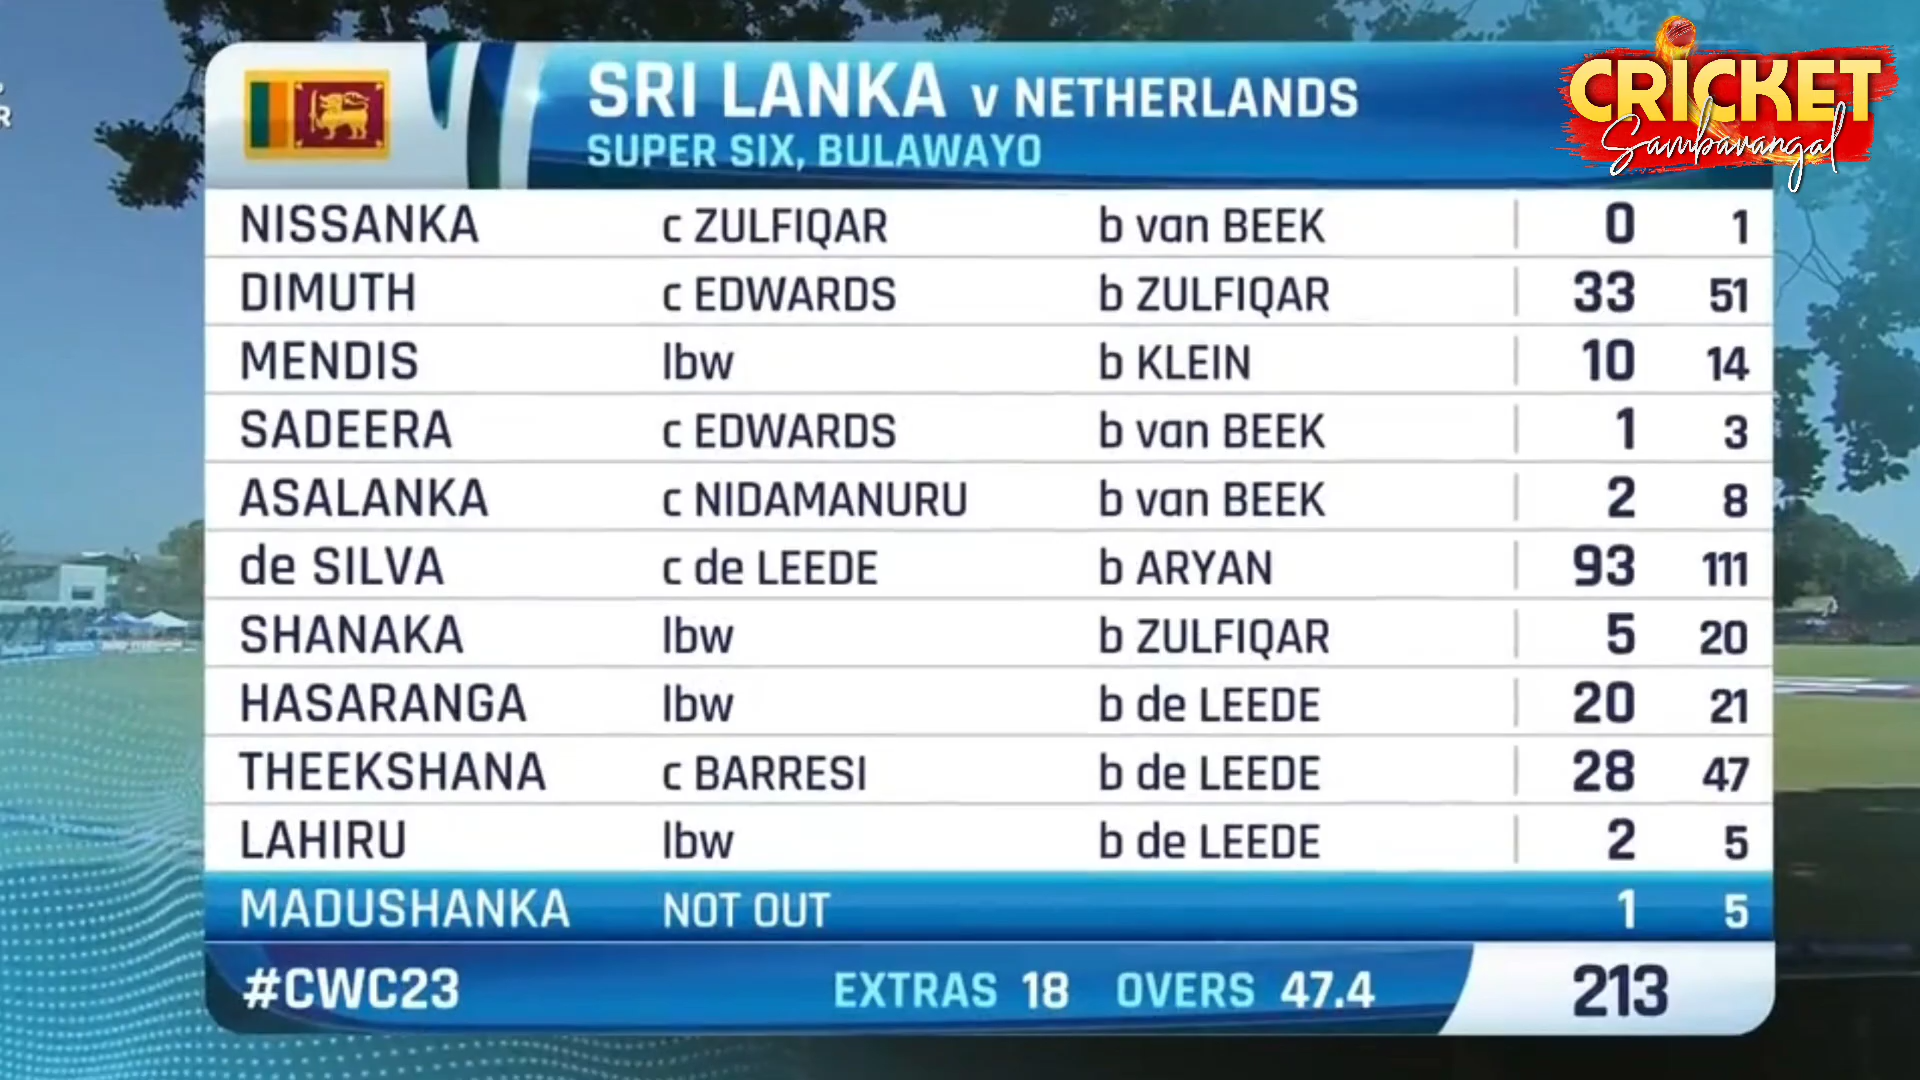 SRI LANKA v NETHERLANDS
SUPER SIX, BULAWAYO
CRICKET
Sambavangal
NISSANKA c ZULFIQAR b van BEEK 0 1
DIMUTH c EDWARDS b ZULFIQAR 33 51
MENDIS lbw b KLEIN 10 14
SADEERA c EDWARDS b van BEEK 1 3
ASALANKA c NIDAMANURU b van BEEK 2 8
de SILVA c de LEEDE b ARYAN 93 111
SHANAKA lbw b ZULFIQAR 5 20
HASARANGA lbw b de LEEDE 20 21
THEEKSHANA c BARRESI b de LEEDE 28 47
LAHIRU lbw b de LEEDE 2 5
MADUSHANKA NOT OUT 1 5
#CWC23 EXTRAS 18 OVERS 47.4 213